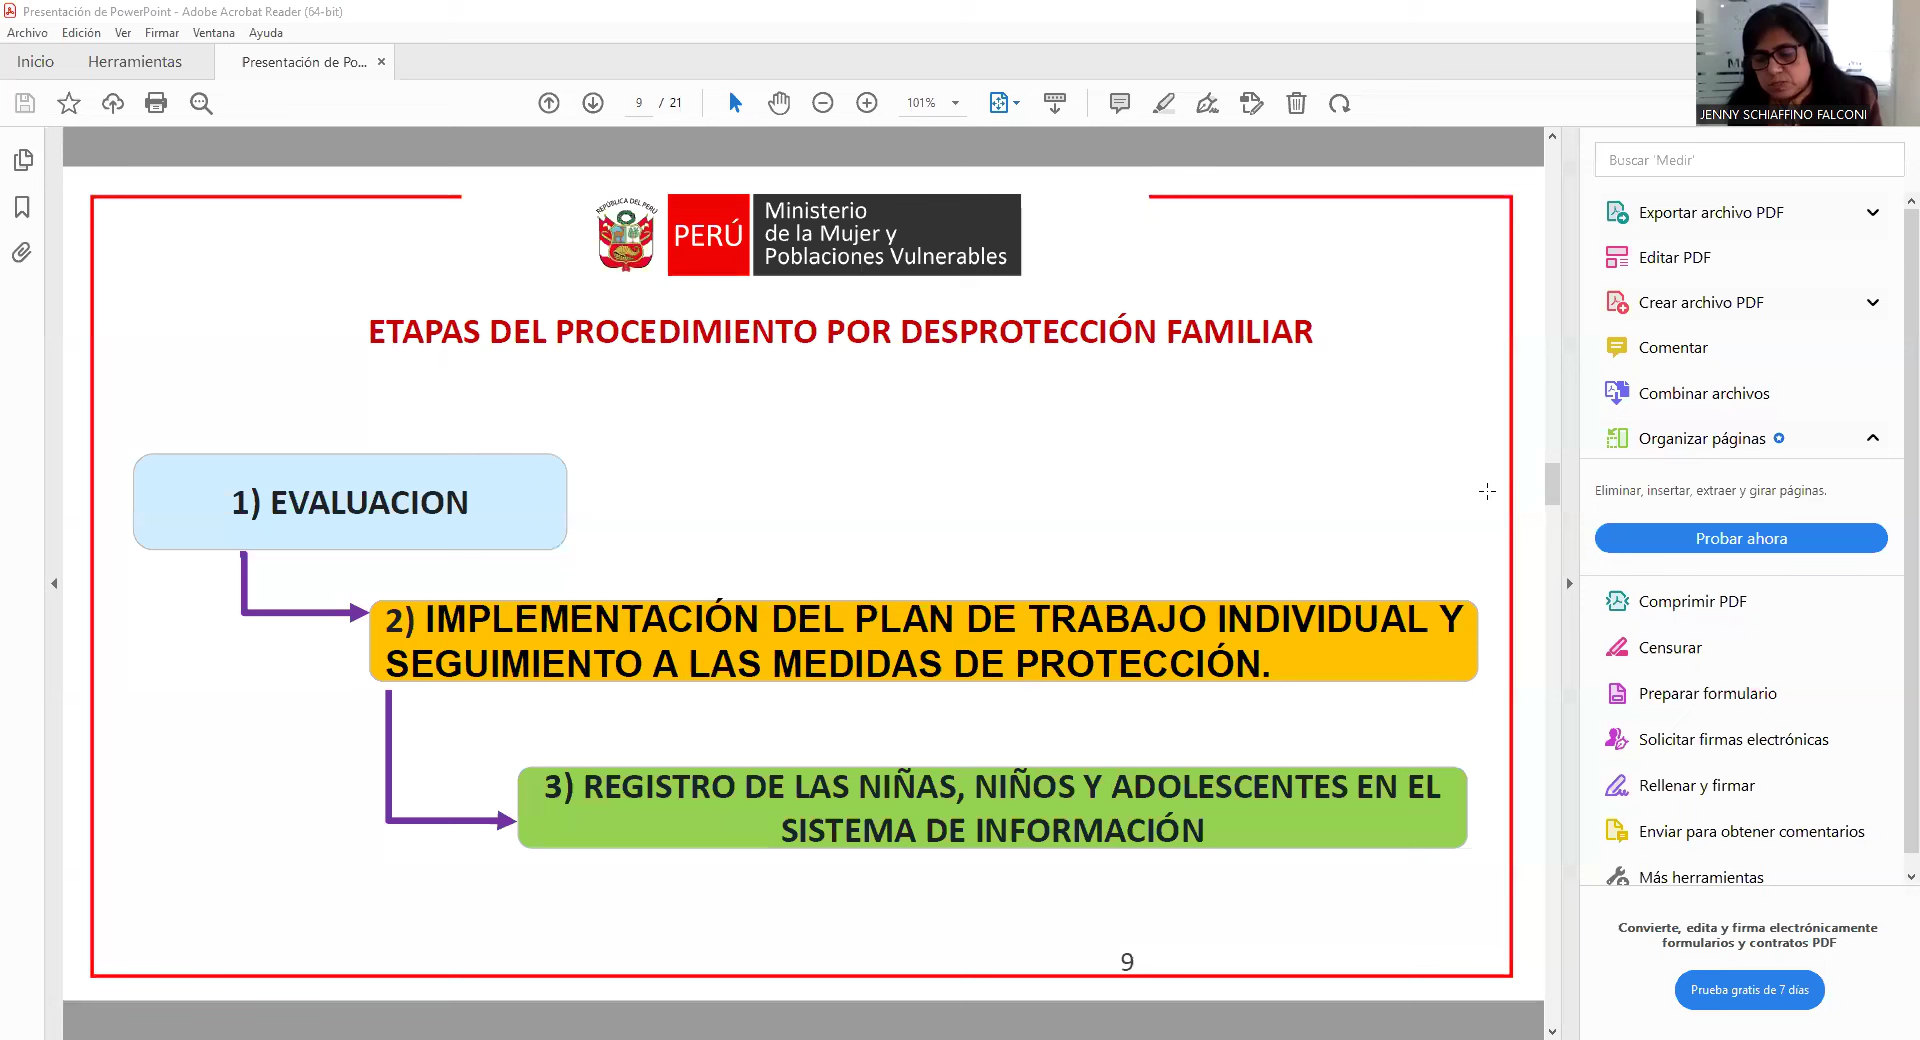 Presentación de PowerPoint - Adobe Acrobat Reader (64-bit)
Archivo Edición Ver Firmar Ventana Ayuda
Inicio Herramientas Presentación de Po... ×
9 / 21 101%
JENNY SCHIAFFINO FALCONI
Buscar 'Medir'
Exportar archivo PDF
Editar PDF
Crear archivo PDF
Comentar
Combinar archivos
Organizar páginas
Eliminar, insertar, extraer y girar páginas.
Probar ahora
Comprimir PDF
Censurar
Preparar formulario
Solicitar firmas electrónicas
Rellenar y firmar
Enviar para obtener comentarios
Más herramientas
Convierte, edita y firma electrónicamente
formularios y contratos PDF
Prueba gratis de 7 días
REPÚBLICA DEL PERÚ
PERÚ
Ministerio
de la Mujer y
Poblaciones Vulnerables
ETAPAS DEL PROCEDIMIENTO POR DESPROTECCIÓN FAMILIAR
1) EVALUACION
2) IMPLEMENTACIÓN DEL PLAN DE TRABAJO INDIVIDUAL Y
SEGUIMIENTO A LAS MEDIDAS DE PROTECCIÓN.
3) REGISTRO DE LAS NIÑAS, NIÑOS Y ADOLESCENTES EN EL
SISTEMA DE INFORMACIÓN
9